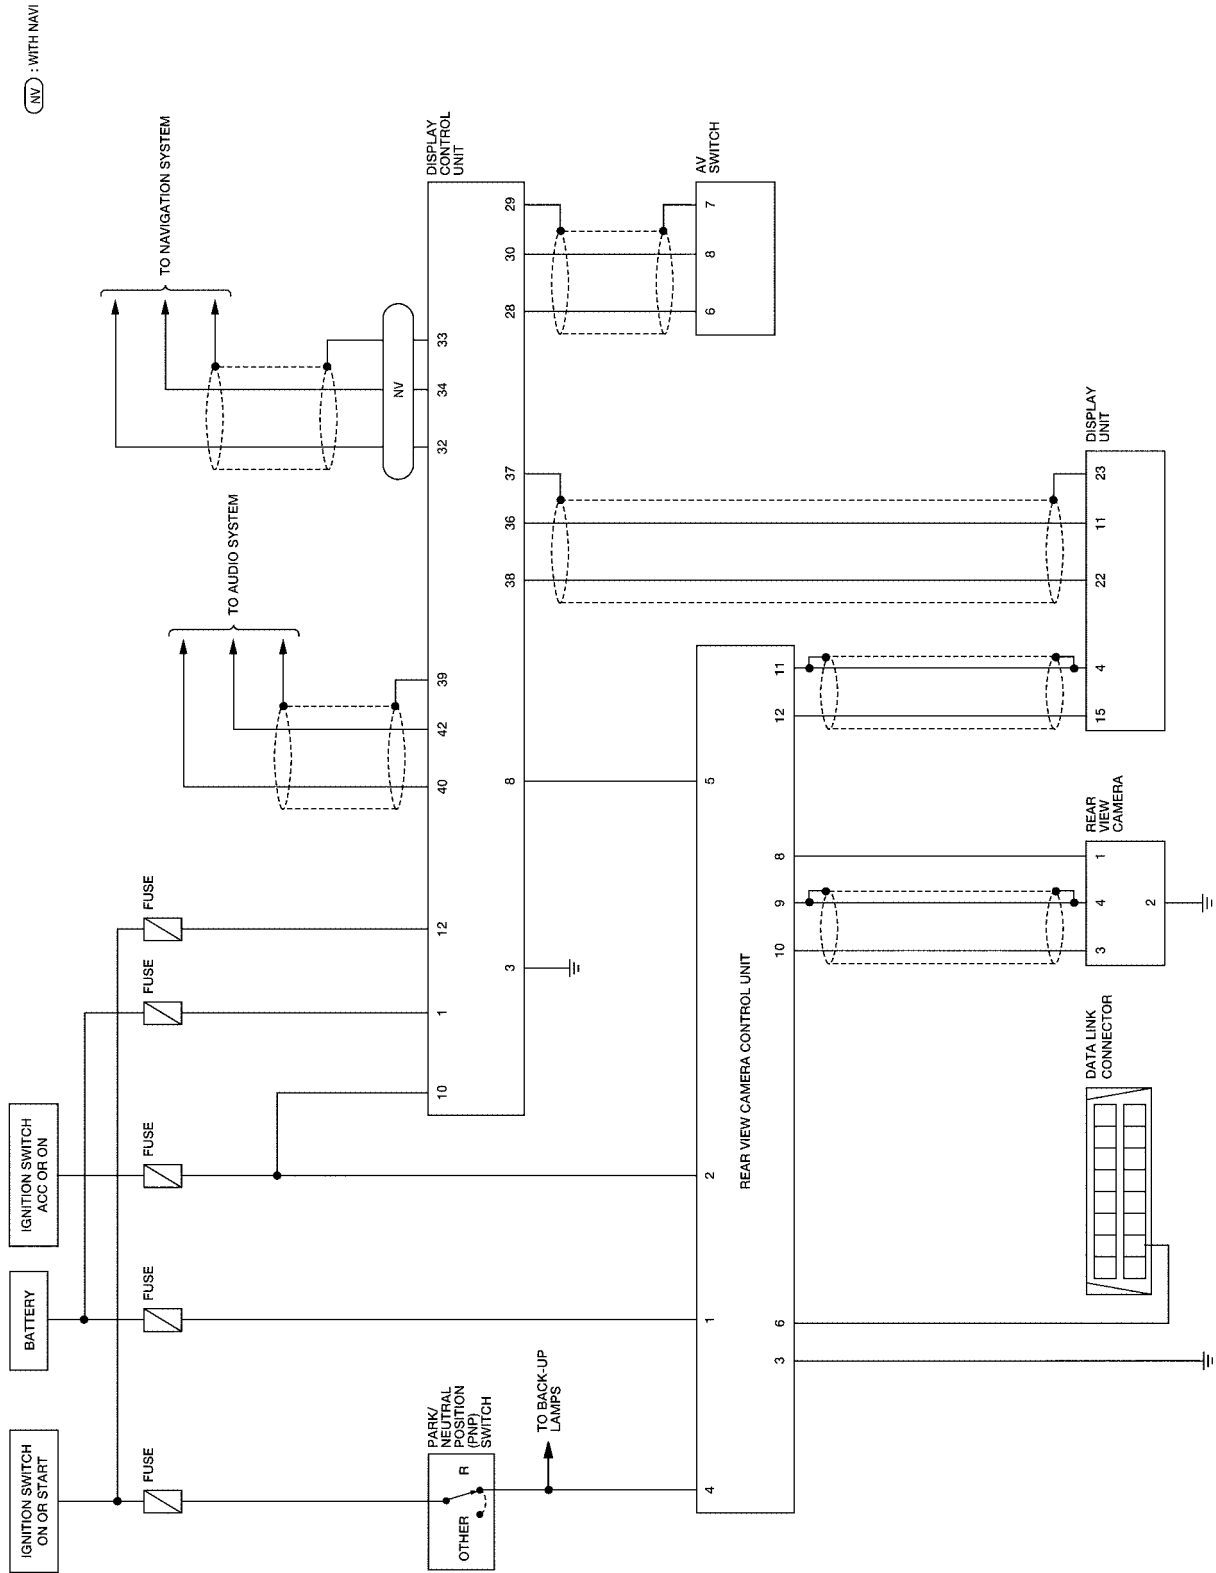 NV : WITH NAVI
IGNITION SWITCH
ON OR START
BATTERY
IGNITION SWITCH
ACC OR ON
FUSE
FUSE
FUSE
FUSE
FUSE
TO AUDIO SYSTEM
TO NAVIGATION SYSTEM
NV
PARK/
NEUTRAL
POSITION
(PNP)
SWITCH
OTHER R
TO BACK-UP
LAMPS
DISPLAY
CONTROL
UNIT
10 1 12 40 42 39 32 34 33
3 8 38 36 37 28 30 29
AV
SWITCH
6 8 7
REAR VIEW CAMERA CONTROL UNIT
4 1 2 5
3 6 10 9 8 12 11
DATA LINK
CONNECTOR
REAR
VIEW
CAMERA
3 4 1
2
DISPLAY
UNIT
15 4 22 11 23